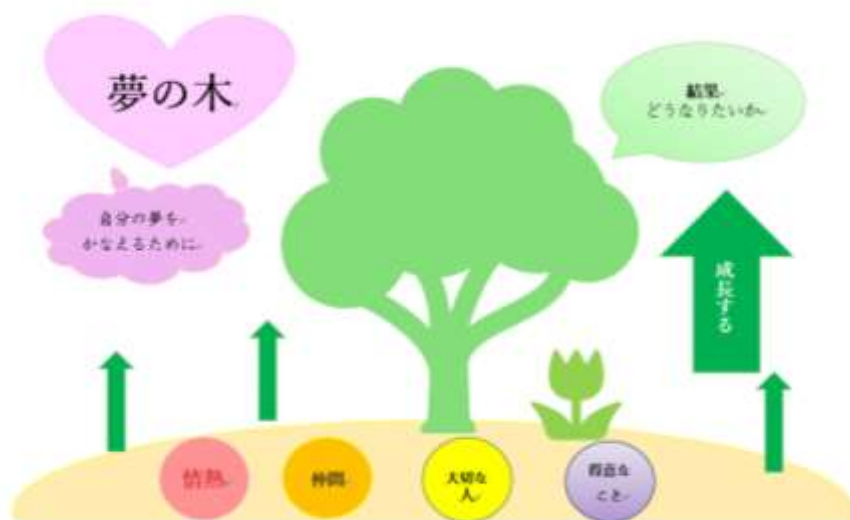 夢の木
結果
どうなりたいか
自分の夢を
かなえるために
成長する
情熱
仲間
大切な
人
得意な
こと